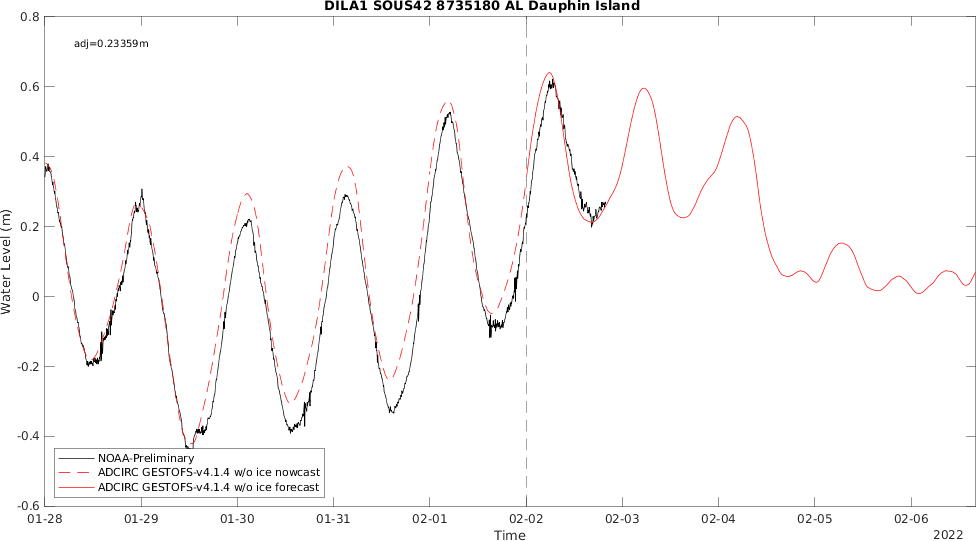 DILA1 SOUS42 8735180 AL Dauphin Island
adj=0.23359m
Water Level (m)
0.8
0.6
0.4
0.2
0
-0.2
-0.4
-0.6
NOAA-Preliminary
ADCIRC GESTOFS-v4.1.4 w/o ice nowcast
ADCIRC GESTOFS-v4.1.4 w/o ice forecast
01-28 01-29 01-30 01-31 02-01 02-02 02-03 02-04 02-05 02-06
Time
2022